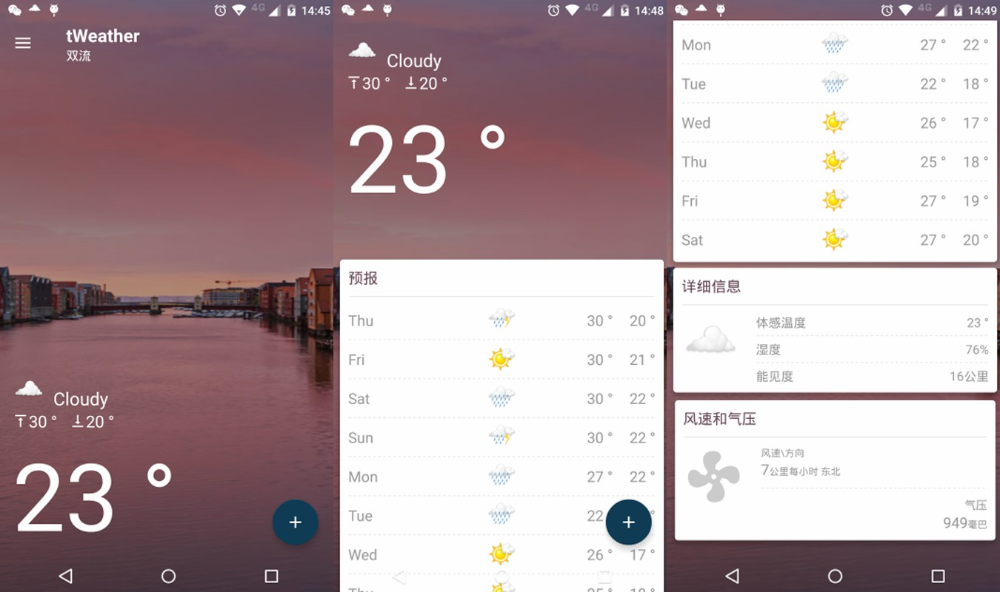 4G 14:45
tWeather
双流
Cloudy
30° 20°
23 °
+
4G 14:48
Cloudy
30° 20°
23 °
预报
Thu 30° 20°
Fri 30° 21°
Sat 30° 22°
Sun 30° 22°
Mon 27° 22°
Tue 22 °
+
Wed 26° 17°
4G 14:49
Mon 27° 22°
Tue 22° 18°
Wed 26° 17°
Thu 25° 18°
Fri 27° 19°
Sat 27° 20°
详细信息
体感温度 23°
湿度 76%
能见度 16公里
风速和气压
风速\方向
7公里每小时 东北
气压
949毫巴